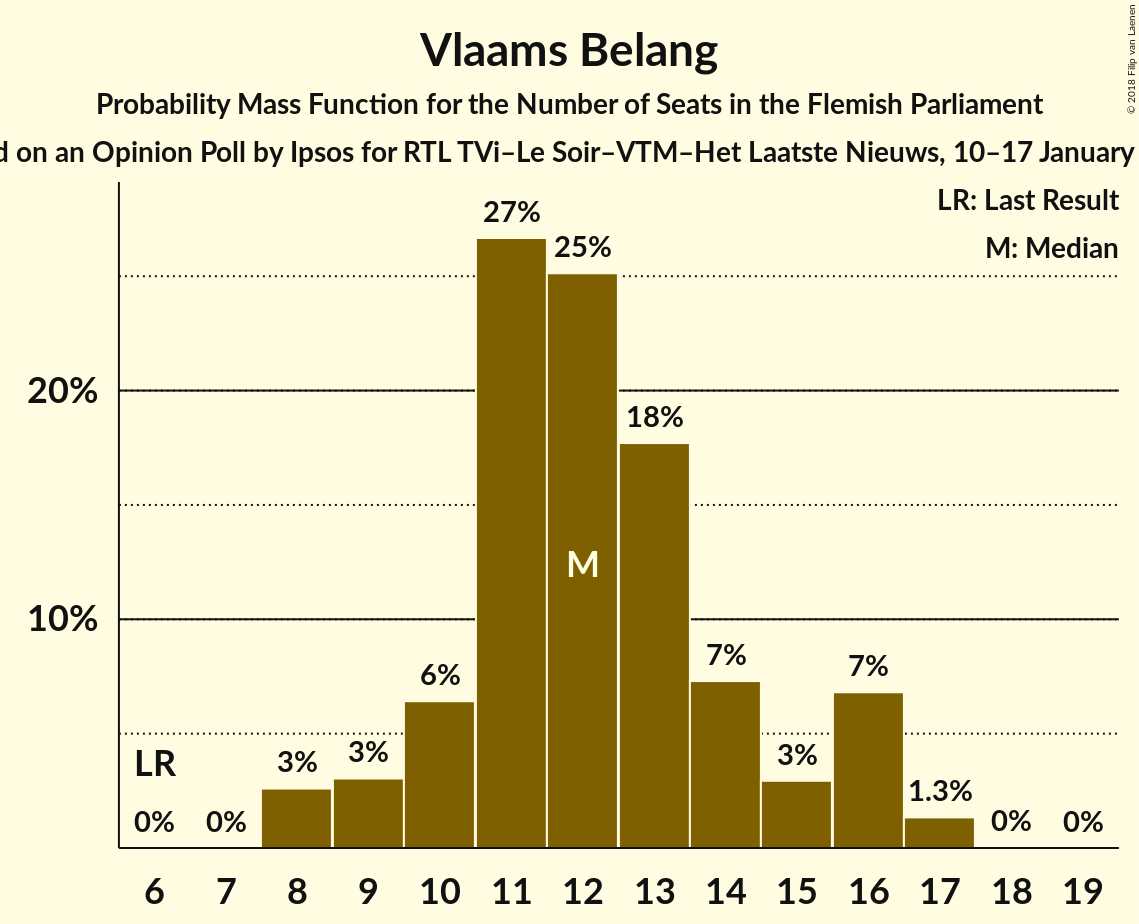 Vlaams Belang
Probability Mass Function for the Number of Seats in the Flemish Parliament
on an Opinion Poll by Ipsos for RTL TVi–Le Soir–VTM–Het Laatste Nieuws, 10–17 January
© 2018 Filip van Laenen
LR: Last Result
M: Median
27%
25%
20%
18%
M
10%
7%
7%
6%
LR
3%
3%
3%
1.3%
0%
0%
0%
0%
6 7 8 9 10 11 12 13 14 15 16 17 18 19